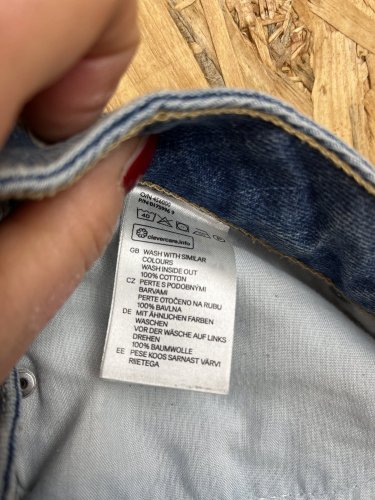 O/N 466020
40
clevercare.info
GB WASH WITH SIMILAR
COLOURS
WASH INSIDE OUT
100% COTTON
CZ PERTE S PODOBNÝMI
BARVAMI
PERTE OTOČENO NA RUBU
100% BAVLNA
DE MIT ÄHNLICHEN FARBEN
WASCHEN
VOR DER WÄSCHE AUF LINKS
DREHEN
100% BAUMWOLLE
EE PESE KOOS SARNAST VÄRVI
RIIETEGA